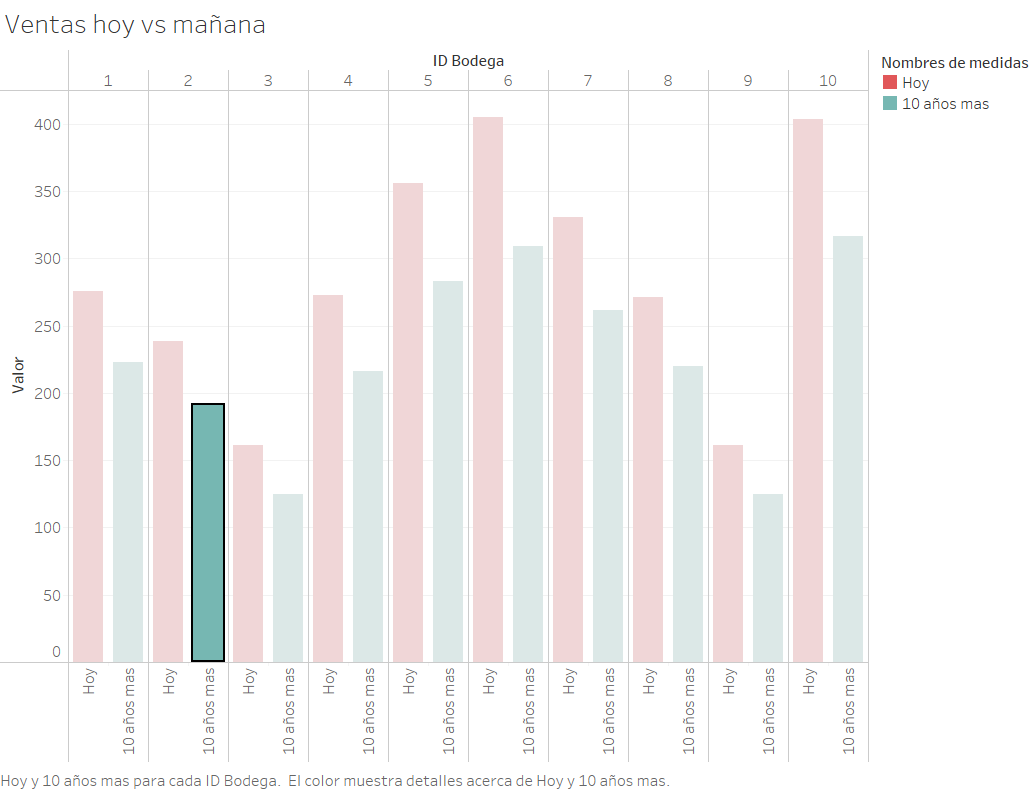 Ventas hoy vs mañana
ID Bodega
1 2 3 4 5 6 7 8 9 10
Nombres de medidas
Hoy
10 años mas
400
350
300
250
200
150
100
50
0
Valor
Hoy
10 años mas
Hoy
10 años mas
Hoy
10 años mas
Hoy
10 años mas
Hoy
10 años mas
Hoy
10 años mas
Hoy
10 años mas
Hoy
10 años mas
Hoy
10 años mas
Hoy
10 años mas
Hoy y 10 años mas para cada ID Bodega.  El color muestra detalles acerca de Hoy y 10 años mas.